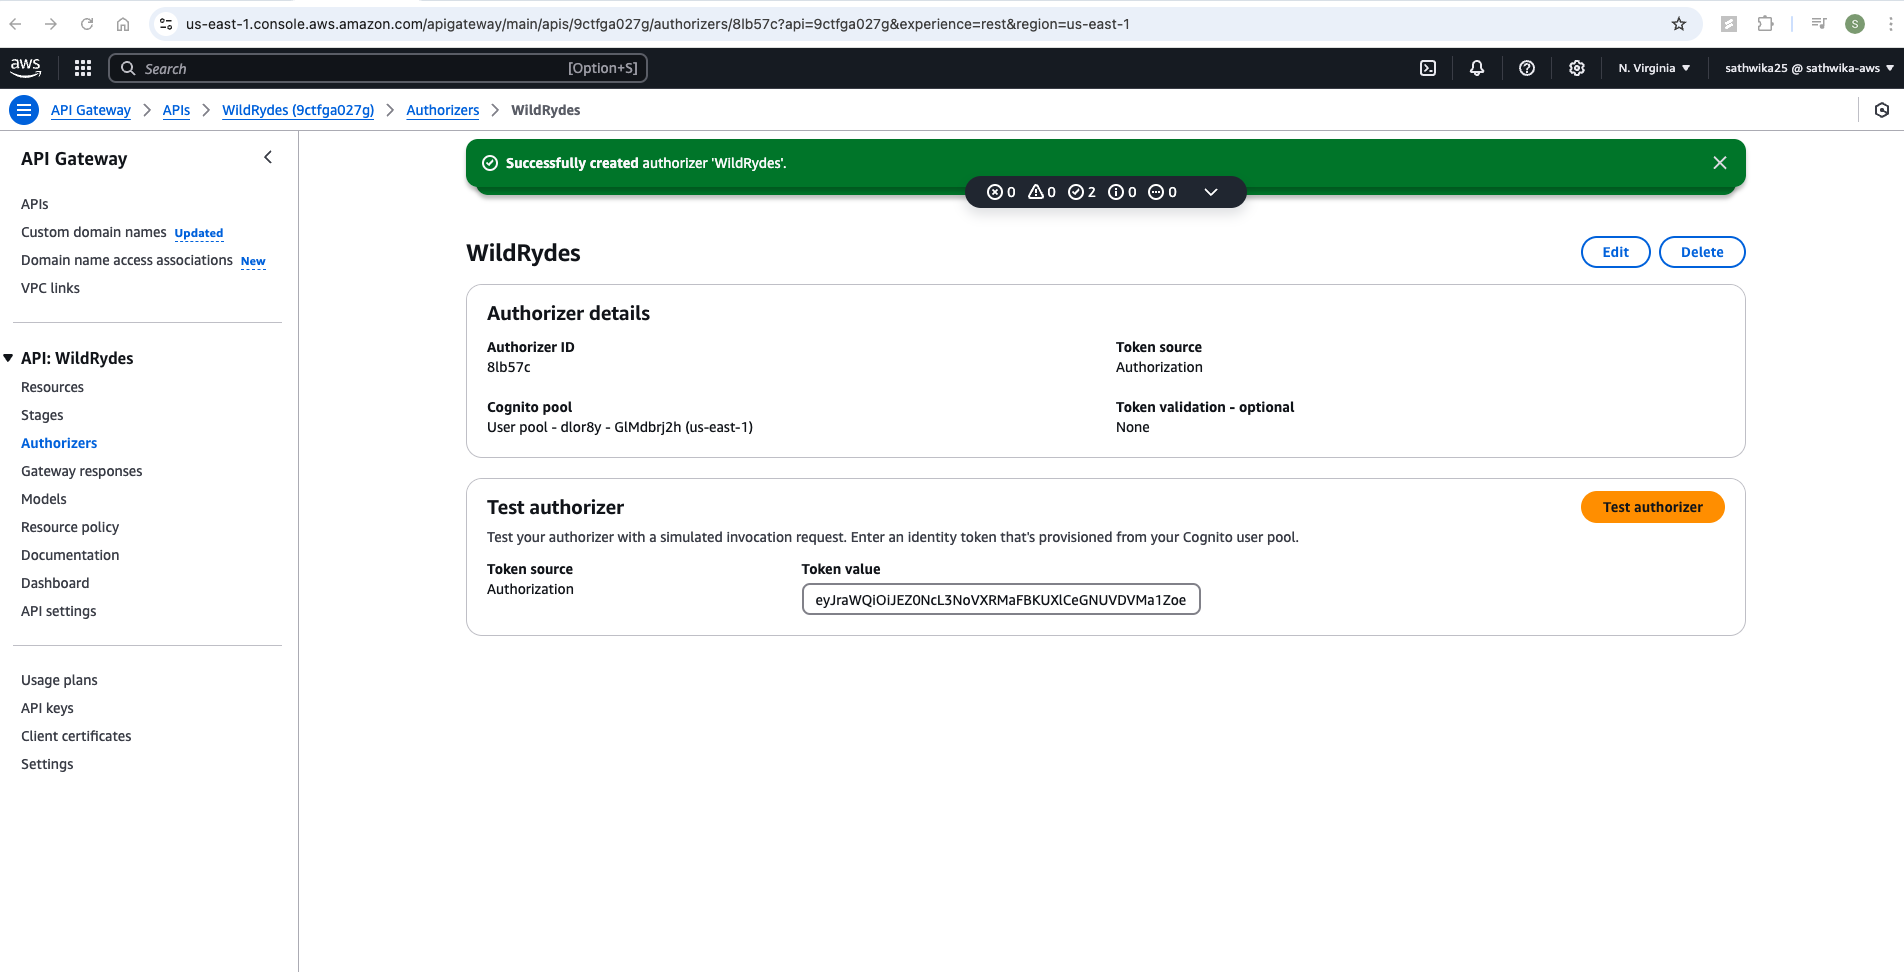 us-east-1.console.aws.amazon.com/apigateway/main/apis/9ctfga027g/authorizers/8lb57c?api=9ctfga027g&experience=rest&region=us-east-1
S
aws
Search
[Option+S]
N. Virginia
sathwika25 @ sathwika-aws
API Gateway
APIs
WildRydes (9ctfga027g)
Authorizers
WildRydes
API Gateway
APIs
Custom domain names Updated
Domain name access associations New
VPC links
API: WildRydes
Resources
Stages
Authorizers
Gateway responses
Models
Resource policy
Documentation
Dashboard
API settings
Usage plans
API keys
Client certificates
Settings
Successfully created authorizer 'WildRydes'.
0 0 2 0 0
WildRydes
Edit
Delete
Authorizer details
Authorizer ID
8lb57c
Token source
Authorization
Cognito pool
User pool - dlor8y - GlMdbrj2h (us-east-1)
Token validation - optional
None
Test authorizer
Test authorizer
Test your authorizer with a simulated invocation request. Enter an identity token that's provisioned from your Cognito user pool.
Token source
Authorization
Token value
eyJraWQiOiJEZ0NcL3NoVXRMaFBKUXlCeGNUVDVMa1Zoe